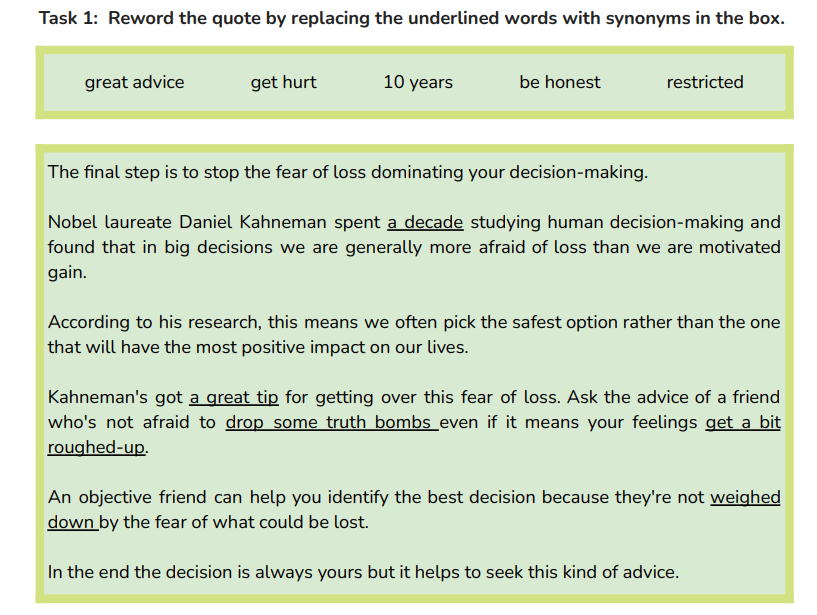 Task 1: Reword the quote by replacing the underlined words with synonyms in the box.
great advice get hurt 10 years be honest restricted
The final step is to stop the fear of loss dominating your decision-making.
Nobel laureate Daniel Kahneman spent a decade studying human decision-making and
found that in big decisions we are generally more afraid of loss than we are motivated
gain.
According to his research, this means we often pick the safest option rather than the one
that will have the most positive impact on our lives.
Kahneman's got a great tip for getting over this fear of loss. Ask the advice of a friend
who's not afraid to drop some truth bombs even if it means your feelings get a bit
roughed-up.
An objective friend can help you identify the best decision because they're not weighed
down by the fear of what could be lost.
In the end the decision is always yours but it helps to seek this kind of advice.